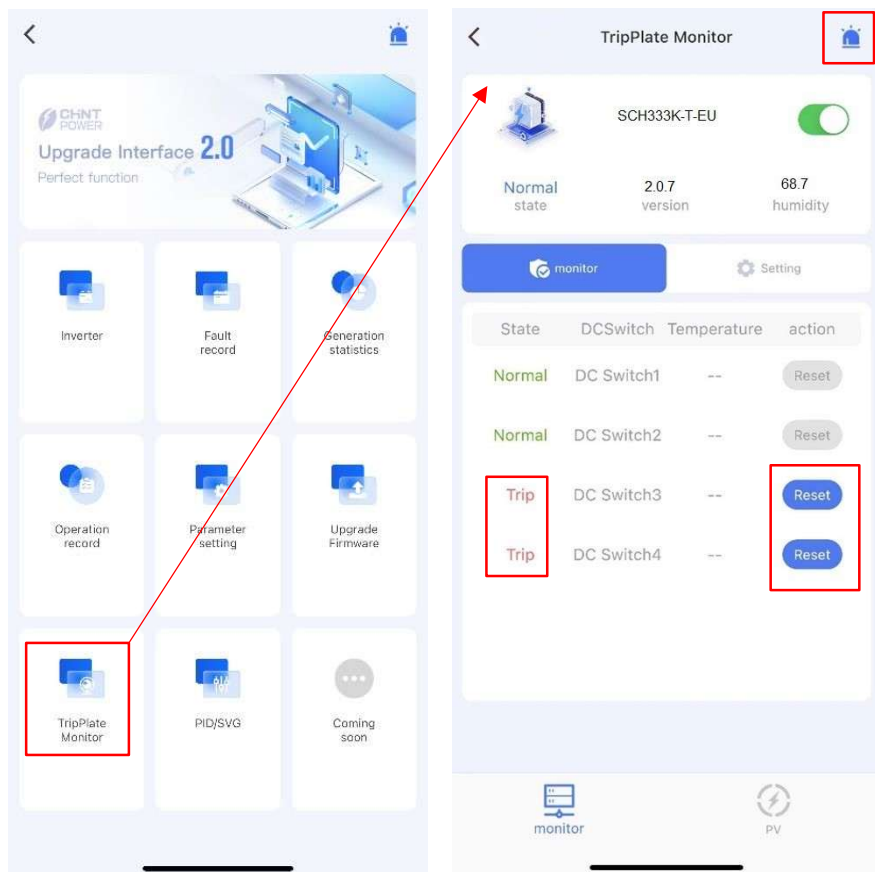 CHNT
POWER
Upgrade Interface 2.0
Perfect function
Inverter
Fault
record
Generation
statistics
Operation
record
Parameter
setting
Upgrade
Firmware
TripPlate
Monitor
PID/SVG
Coming
soon
TripPlate Monitor
SCH333K-T-EU
Normal 2.0.7 68.7
state version humidity
monitor Setting
State DCSwitch Temperature action
Normal DC Switch1 -- Reset
Normal DC Switch2 -- Reset
Trip DC Switch3 -- Reset
Trip DC Switch4 -- Reset
monitor PV